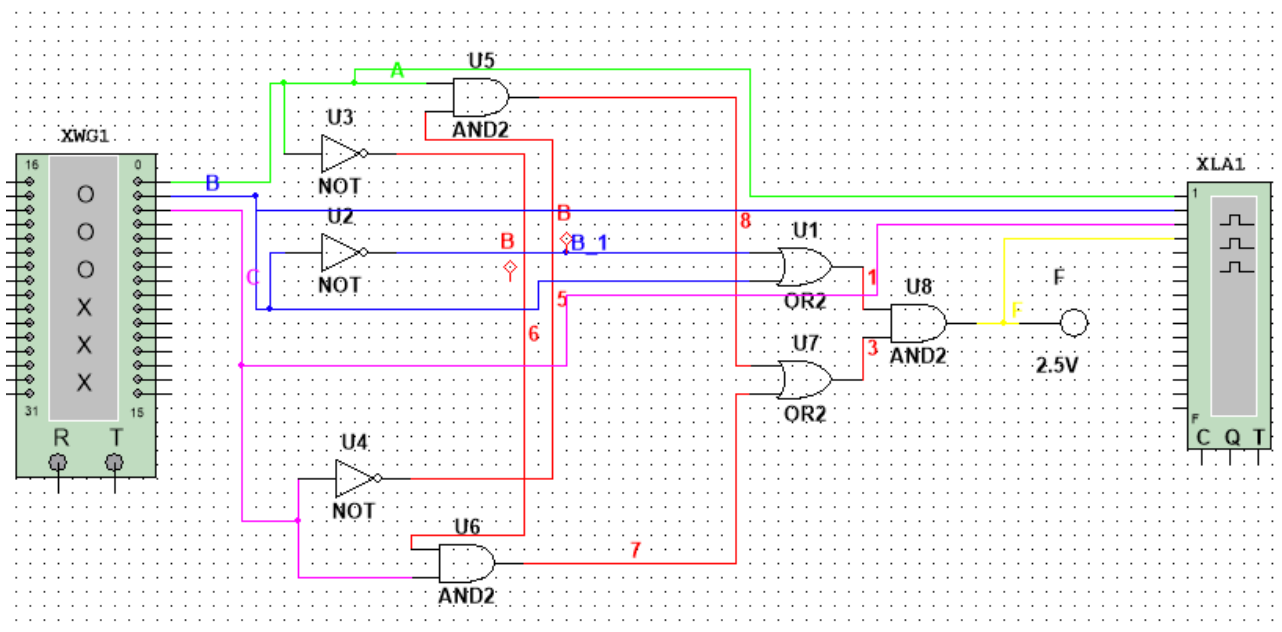 U5
A
AND2
U3
NOT
XWG1
16
0
O
O
O
X
X
X
31
15
R
T
B
C
U2
NOT
B
B
B_1
5
6
8
U1
OR2
1
U8
AND2
F
F
2.5V
U7
OR2
3
U4
NOT
U6
AND2
7
XLA1
1
F
C Q T